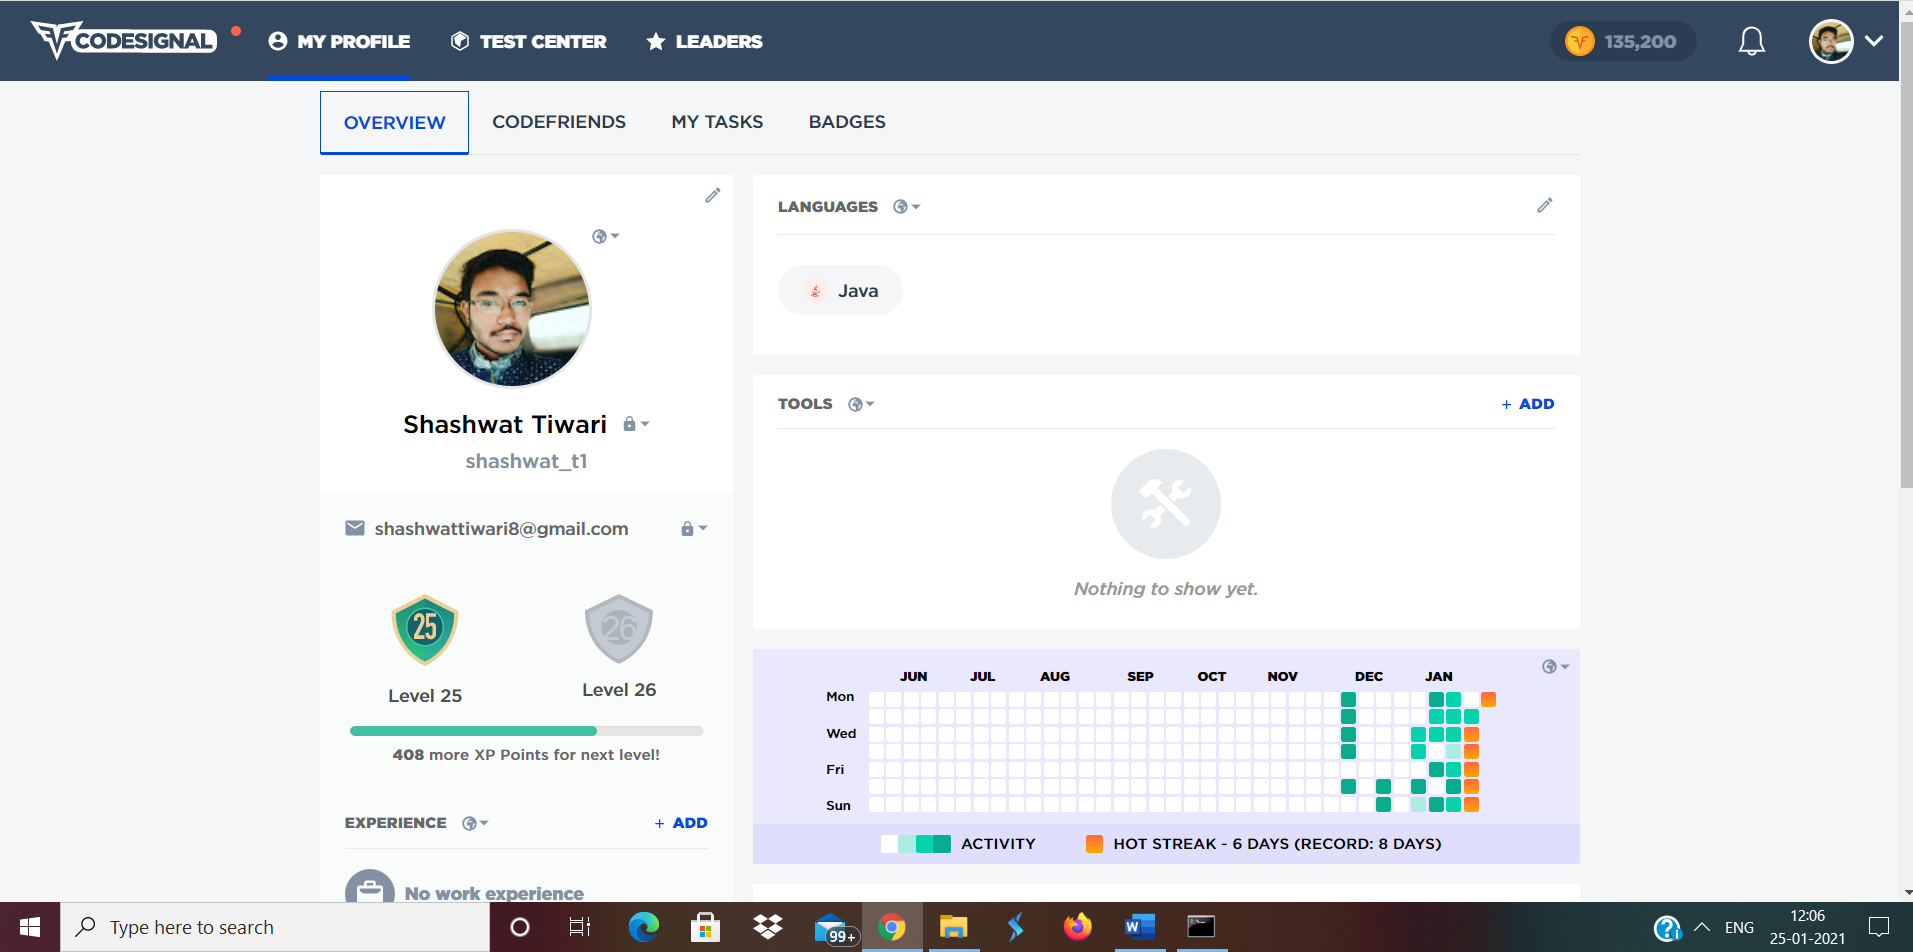 CODESIGNAL
MY PROFILE
TEST CENTER
LEADERS
135,200
OVERVIEW
CODEFRIENDS
MY TASKS
BADGES
Shashwat Tiwari
shashwat_t1
shashwattiwari8@gmail.com
25
26
Level 25
Level 26
408 more XP Points for next level!
EXPERIENCE
+ ADD
No work experience
LANGUAGES
Java
TOOLS
+ ADD
Nothing to show yet.
JUN JUL AUG SEP OCT NOV DEC JAN
Mon
Wed
Fri
Sun
ACTIVITY
HOT STREAK - 6 DAYS (RECORD: 8 DAYS)
Type here to search
99+
ENG
12:06
25-01-2021